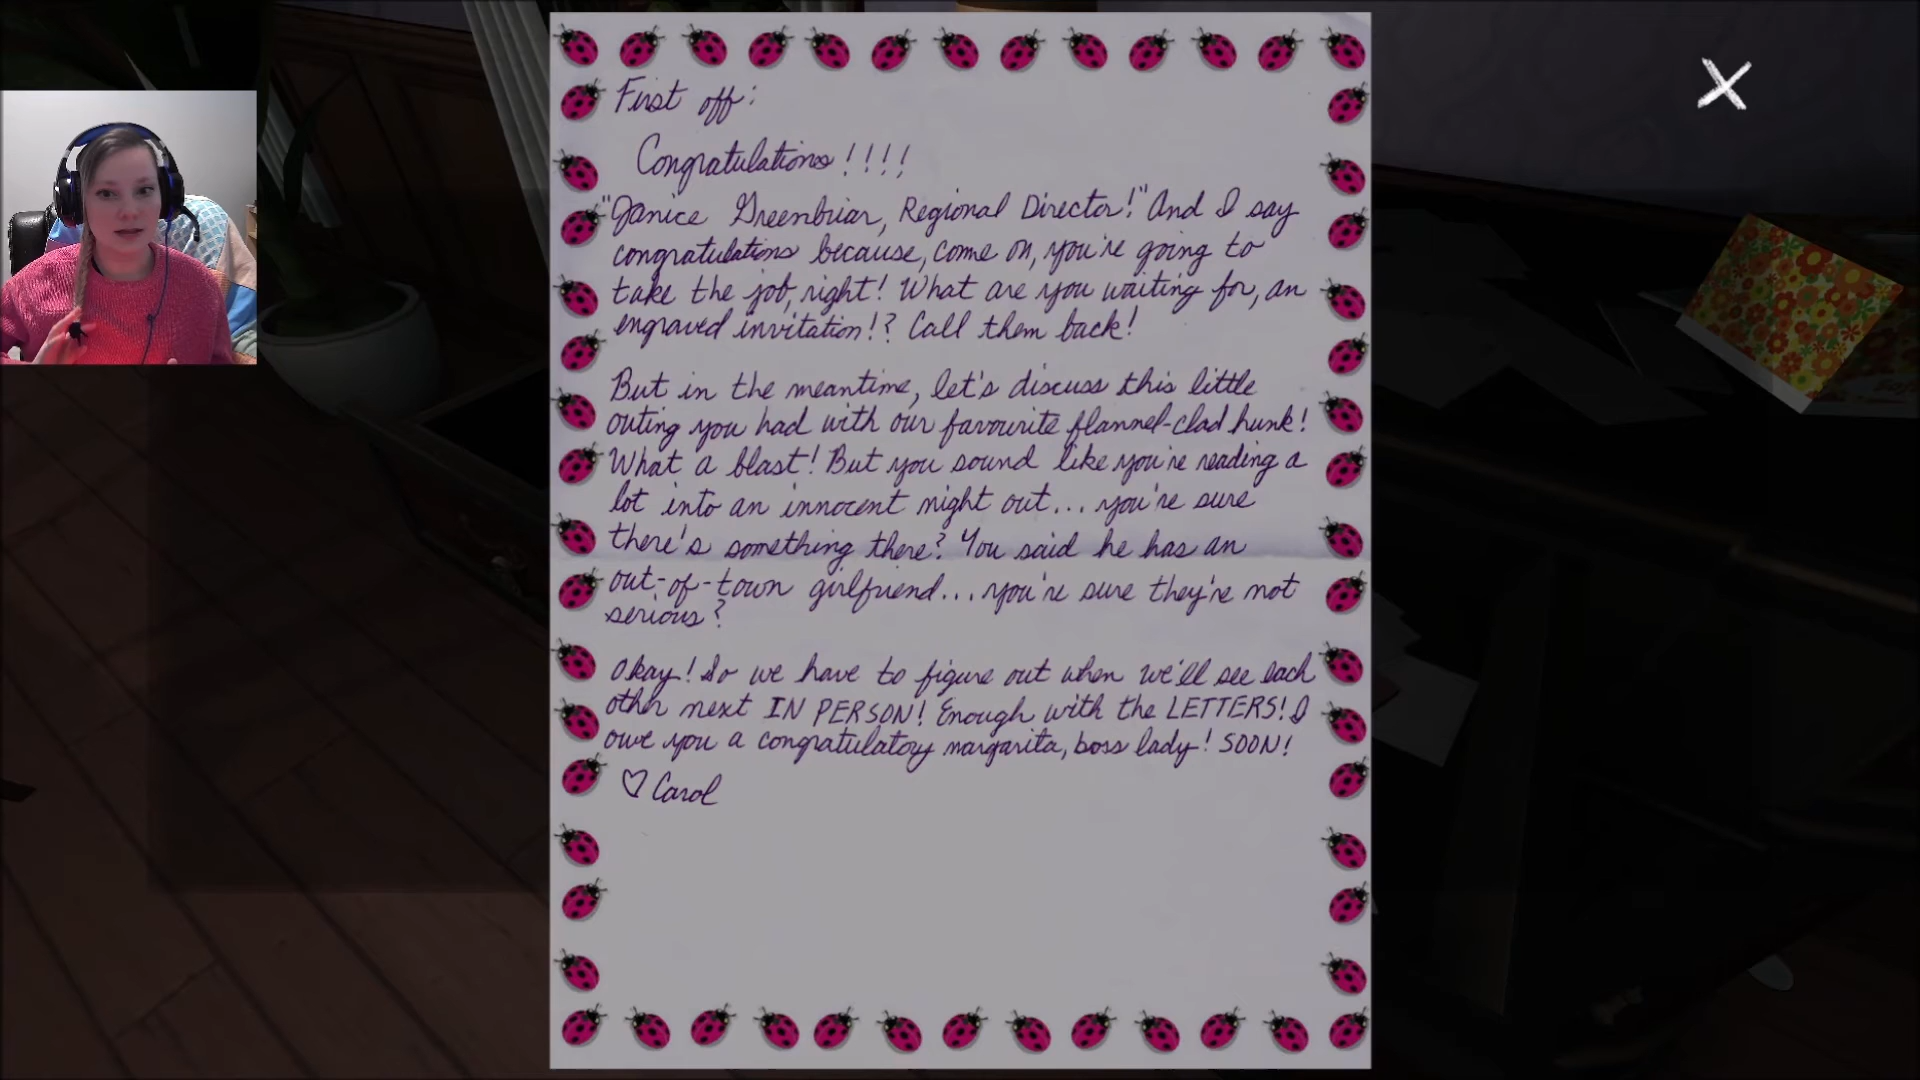 First off:
Congratulations!!!!
"Janice Greenbriar, Regional Director!" And I say
congratulations because, come on, you're going to
take the job, right! What are you waiting for, an
engraved invitation!? Call them back!
But in the meantime, let's discuss this little
outing you had with our favourite flannel-clad hunk!
What a blast! But you sound like you're reading a
lot into an innocent night out... you're sure
there's something there? You said he has an
out-of-town girlfriend... you're sure they're not
serious?
Okay! So we have to figure out when we'll see each
other next IN PERSON! Enough with the LETTERS! I
owe you a congratulatory margarita, boss lady! SOON!
♡ Carol